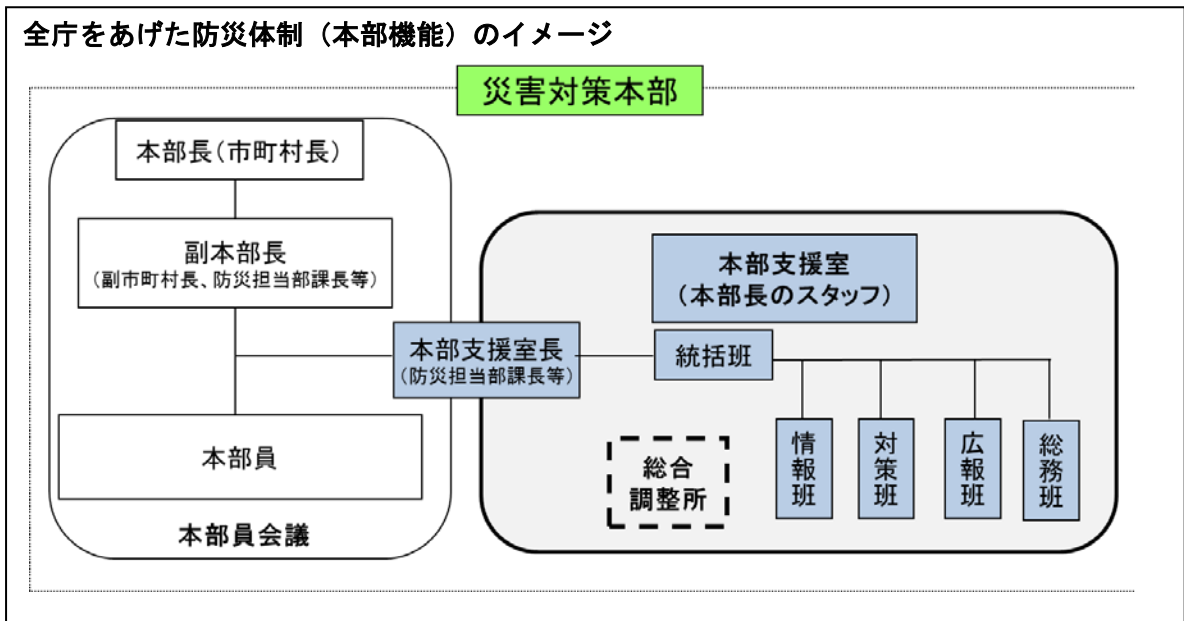 全庁をあげた防災体制（本部機能）のイメージ
災害対策本部
本部長（市町村長）
副本部長
（副市町村長、防災担当部課長等）
本部支援室長
（防災担当部課長等）
本部員
本部員会議
本部支援室
（本部長のスタッフ）
統括班
総合
調整所
情報班
対策班
広報班
総務班